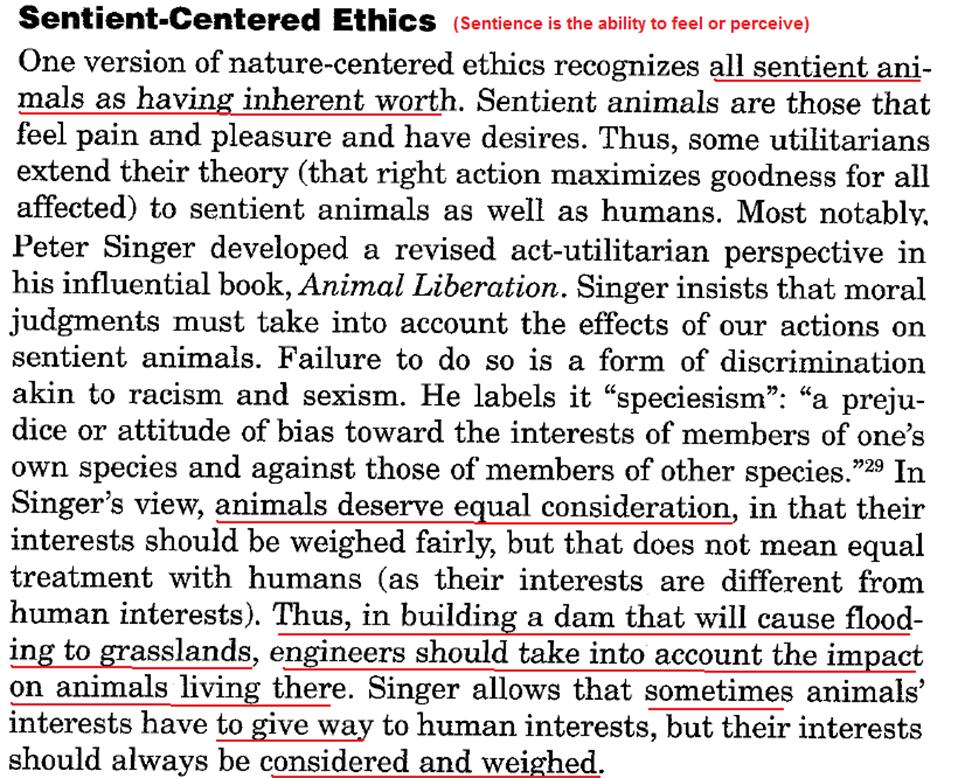 Sentient-Centered Ethics (Sentience is the ability to feel or perceive)
One version of nature-centered ethics recognizes all sentient ani-
mals as having inherent worth. Sentient animals are those that
feel pain and pleasure and have desires. Thus, some utilitarians
extend their theory (that right action maximizes goodness for all
affected) to sentient animals as well as humans. Most notably,
Peter Singer developed a revised act-utilitarian perspective in
his influential book, Animal Liberation. Singer insists that moral
judgments must take into account the effects of our actions on
sentient animals. Failure to do so is a form of discrimination
akin to racism and sexism. He labels it “speciesism”: “a preju-
dice or attitude of bias toward the interests of members of one’s
own species and against those of members of other species.”29 In
Singer’s view, animals deserve equal consideration, in that their
interests should be weighed fairly, but that does not mean equal
treatment with humans (as their interests are different from
human interests). Thus, in building a dam that will cause flood-
ing to grasslands, engineers should take into account the impact
on animals living there. Singer allows that sometimes animals’
interests have to give way to human interests, but their interests
should always be considered and weighed.